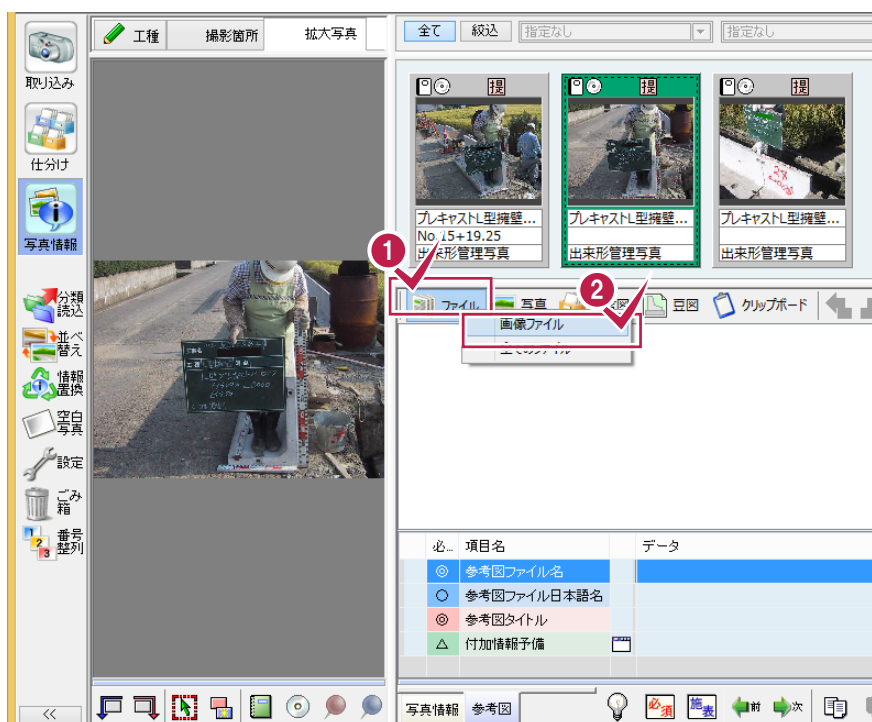 取り込み
仕分け
写真情報
分類
読込
並べ
替え
情報
置換
空白
写真
設定
ごみ
箱
番号
整列
工種
撮影箇所
拡大写真
全て
絞込
指定なし
指定なし
提
提
提
プレキャストL型擁壁...
No.15+19.25
出来形管理写真
プレキャストL型擁壁...
出来形管理写真
プレキャストL型擁壁...
出来形管理写真
1
2
ファイル
写真
豆図
クリップボード
画像ファイル
全てのファイル
必...
項目名
データ
◎
参考図ファイル名
○
参考図ファイル日本語名
◎
参考図タイトル
△
付加情報予備
写真情報
参考図
必須
施表
前
次